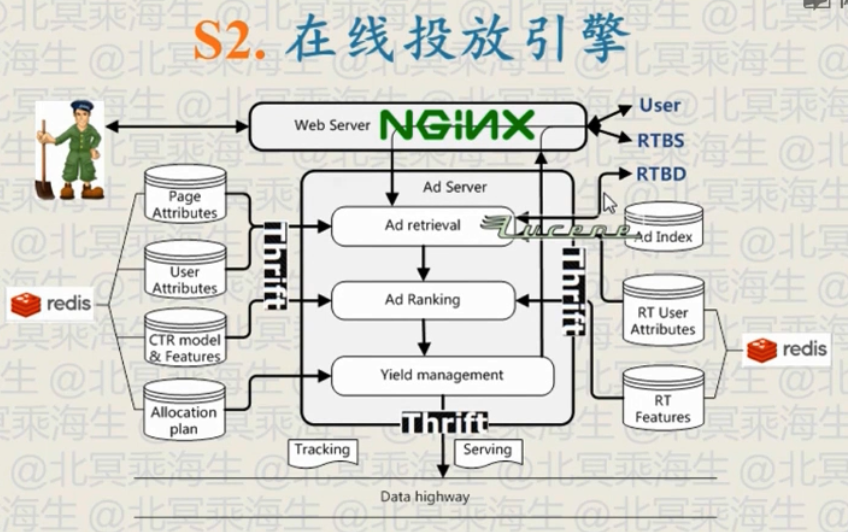 S2. 在线投放引擎
Web Server NGINX
User
RTBS
RTBD
Ad Server
Page
Attributes
Ad retrieval
Lucene
Ad Index
Thrift
Thrift
User
Attributes
redis
Ad Ranking
RT User
Attributes
CTR model
& Features
redis
Yield management
Allocation
plan
RT
Features
Thrift
Tracking
Serving
Data highway
@北冥乘海生